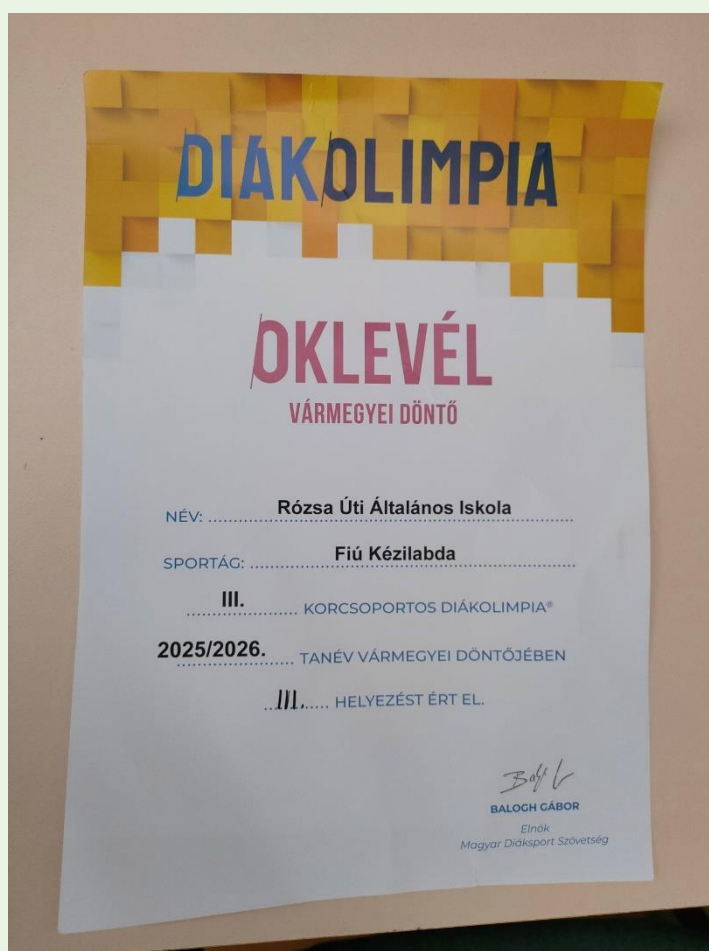 DIÁKOLIMPIA
OKLEVÉL
VÁRMEGYEI DÖNTŐ
NÉV: Rózsa Úti Általános Iskola
SPORTÁG: Fiú Kézilabda
III. KORCSOPORTOS DIÁKOLIMPIA®
2025/2026. TANÉV VÁRMEGYEI DÖNTŐJÉBEN
III. HELYEZÉST ÉRT EL.
BALOGH GÁBOR
Elnök
Magyar Diáksport Szövetség